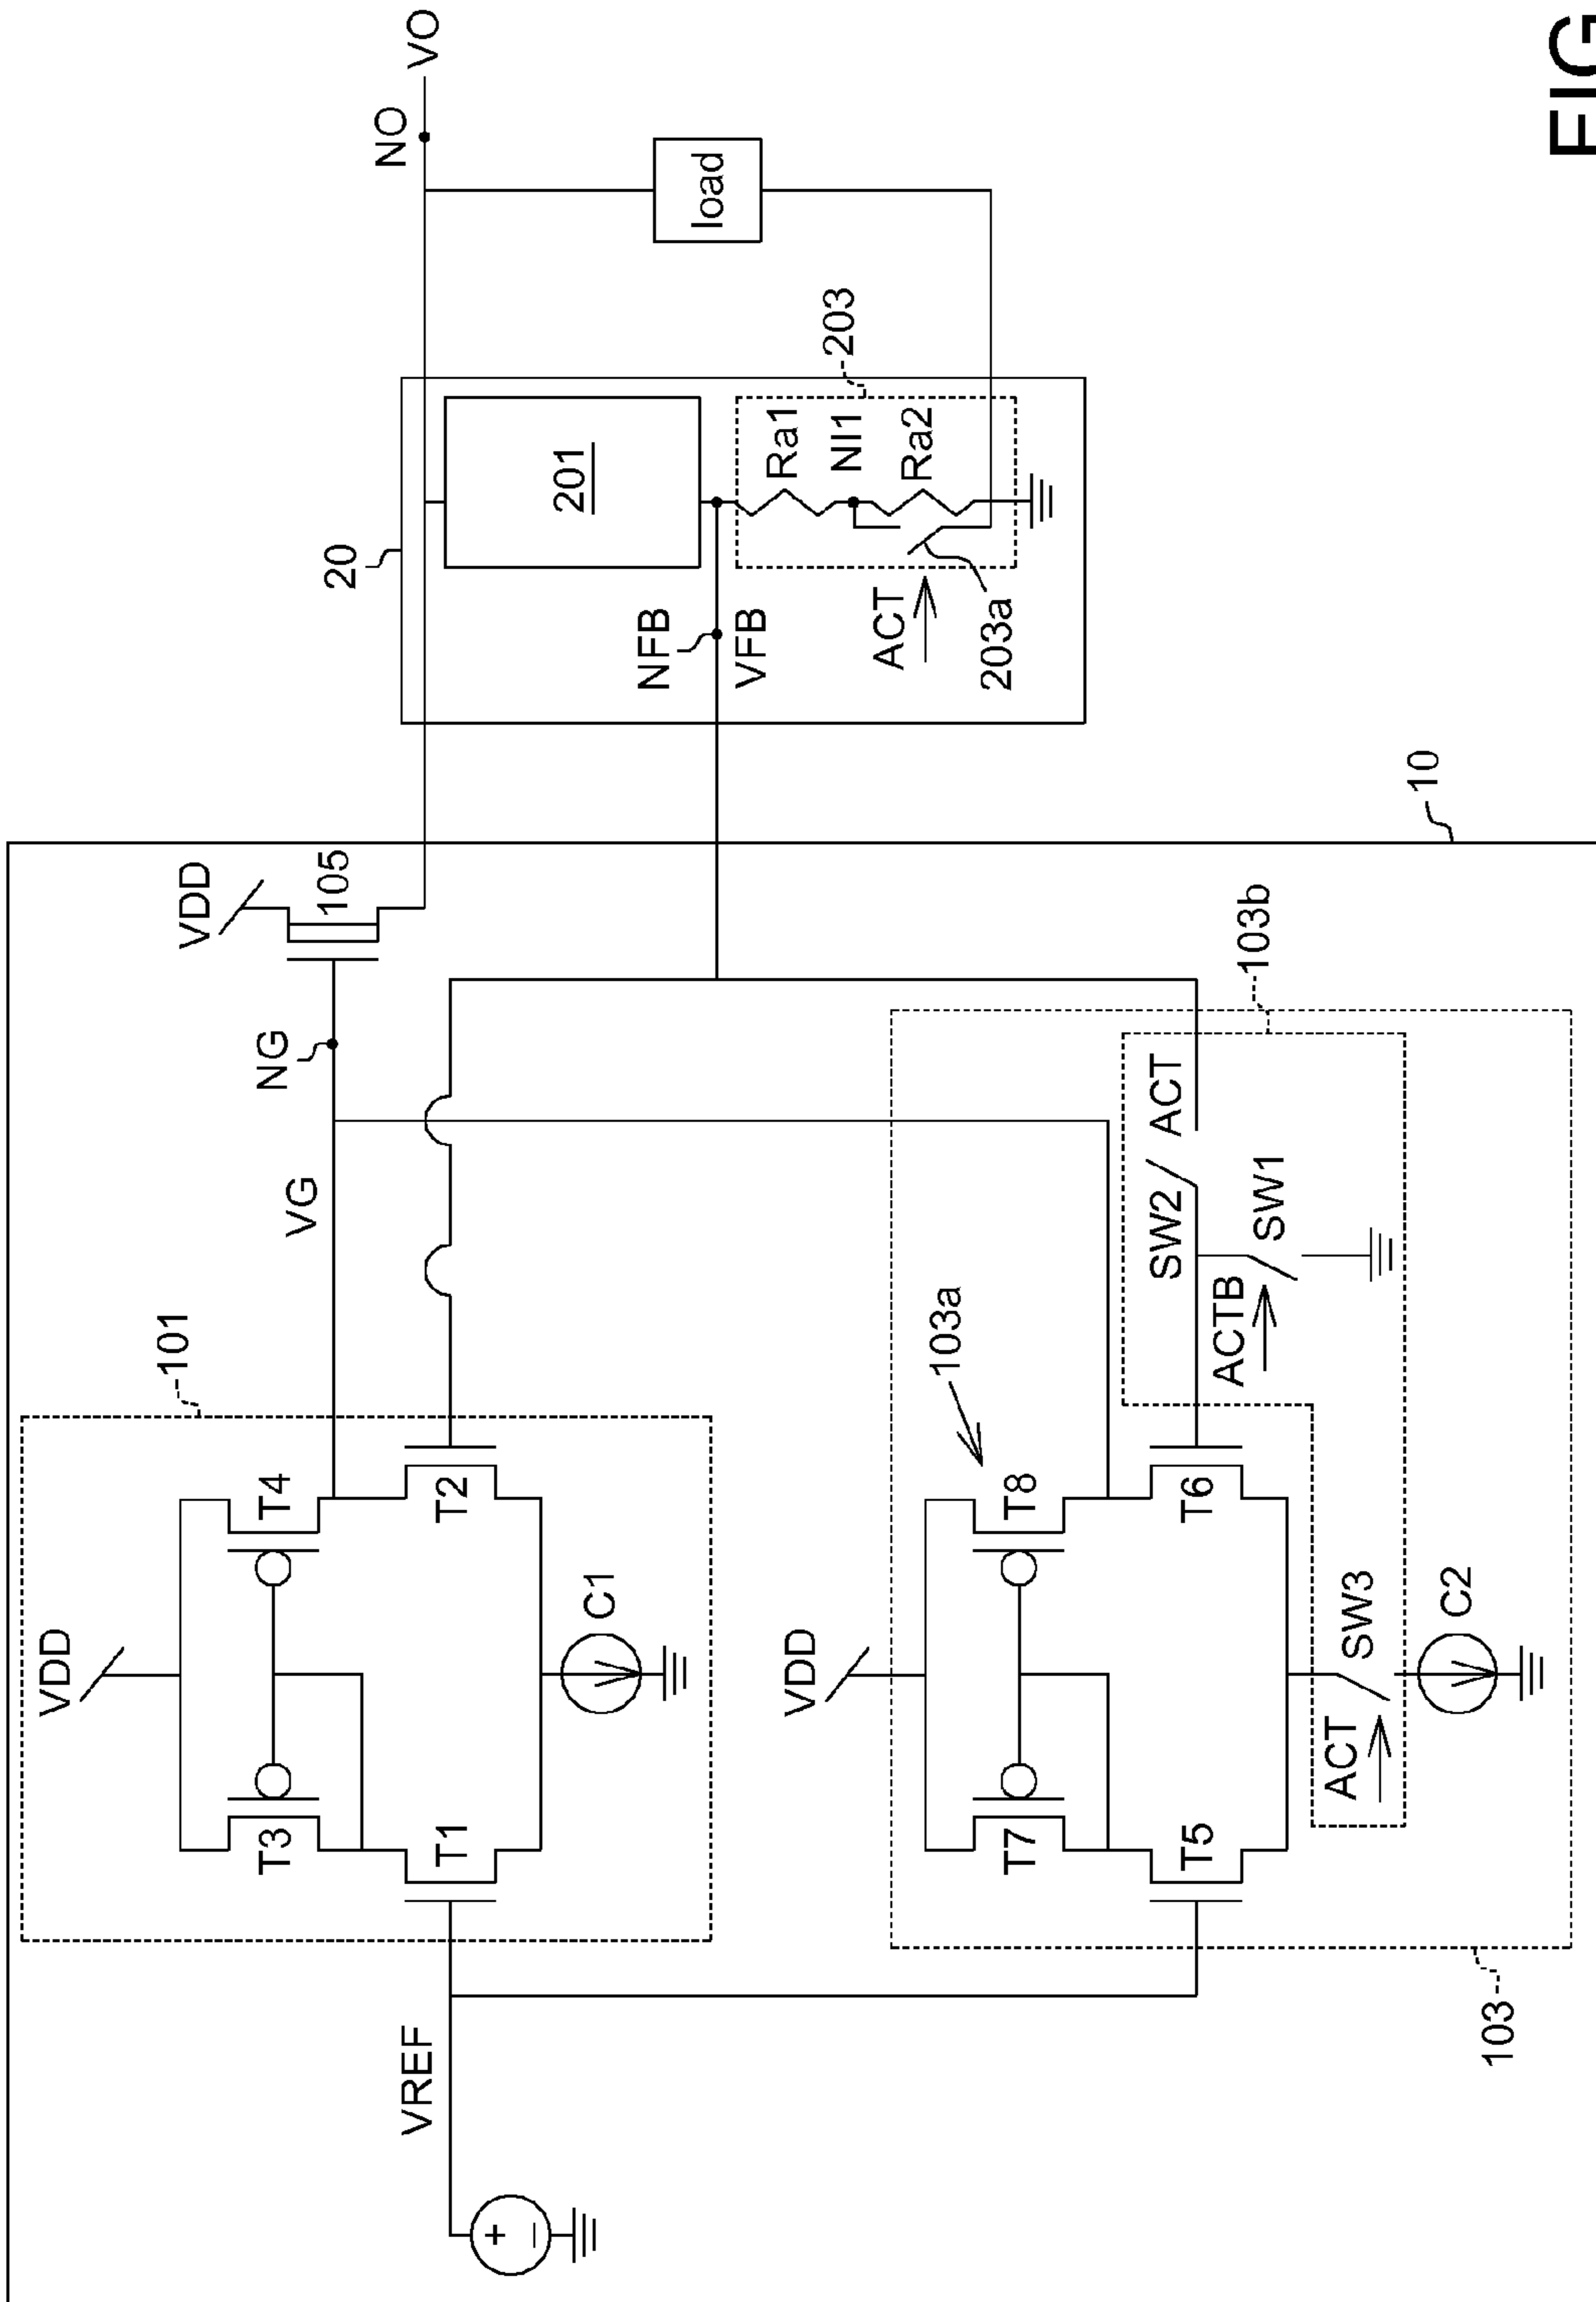 VDD
T3
T4
T1
T2
C1
101
VREF
+
−
VG
NG
VDD
105
NO
VO
20
201
NFB
VFB
203
Ra1
NI1
Ra2
ACT
203a
load
10
103
VDD
T7
T8
T5
T6
103a
103b
ACT
SW3
C2
ACTB
SW1
SW2
ACT
FIG